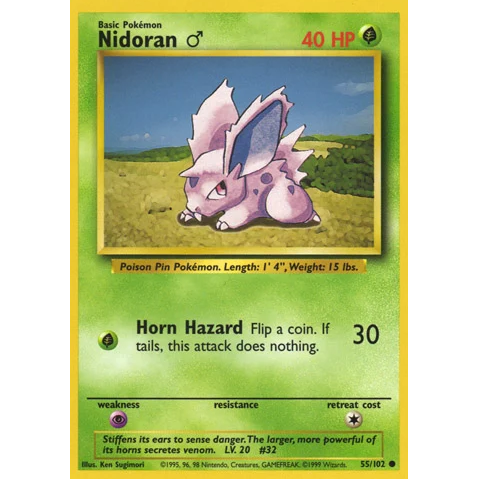 Basic Pokémon
Nidoran ♂ 40 HP
Poison Pin Pokémon. Length: 1' 4", Weight: 15 lbs.
Horn Hazard Flip a coin. If
tails, this attack does nothing. 30
weakness resistance retreat cost
Stiffens its ears to sense danger. The larger, more powerful of
its horns secretes venom. LV. 20 #32
Illus. Ken Sugimori ©1995, 96, 98 Nintendo, Creatures, GAMEFREAK. ©1999 Wizards. 55/102 ●